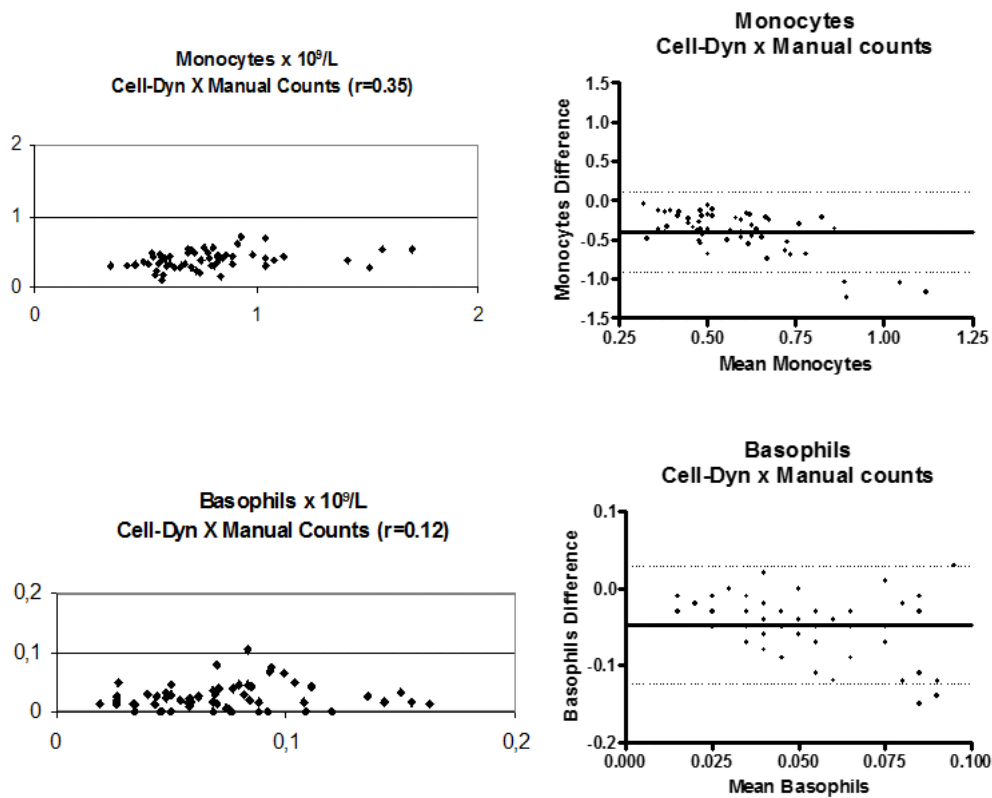 Monocytes x 10⁹/L
Cell-Dyn X Manual Counts (r=0.35)
2
1
0
0
1
2
Monocytes
Cell-Dyn x Manual counts
Monocytes Difference
1.5
1.0
0.5
0.0
-0.5
-1.0
-1.5
0.25
0.50
0.75
1.00
1.25
Mean Monocytes
Basophils x 10⁹/L
Cell-Dyn X Manual Counts (r=0.12)
0,2
0,1
0
0
0,1
0,2
Basophils
Cell-Dyn x Manual counts
Basophils Difference
0.1
0.0
-0.1
-0.2
0.000
0.025
0.050
0.075
0.100
Mean Basophils